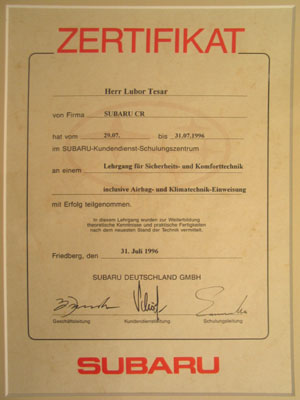 ZERTIFIKAT
Herr Lubor Tesar
von Firma SUBARU CR
hat vom 29.07. bis 31.07.1996
im SUBARU-Kundendienst-Schulungszentrum
an einem Lehrgang für Sicherheits- und Komforttechnik
inclusive Airbag- und Klimatechnik-Einweisung
mit Erfolg teilgenommen.
In diesem Lehrgang wurden zur Weiterbildung
theoretische Kenntnisse und praktische Fertigkeiten
nach dem neuesten Stand der Technik vermittelt.
Friedberg, den 31. Juli 1996
SUBARU DEUTSCHLAND GMBH
Geschäftsleitung Kundendienstleitung Schulungsleitung
SUBARU